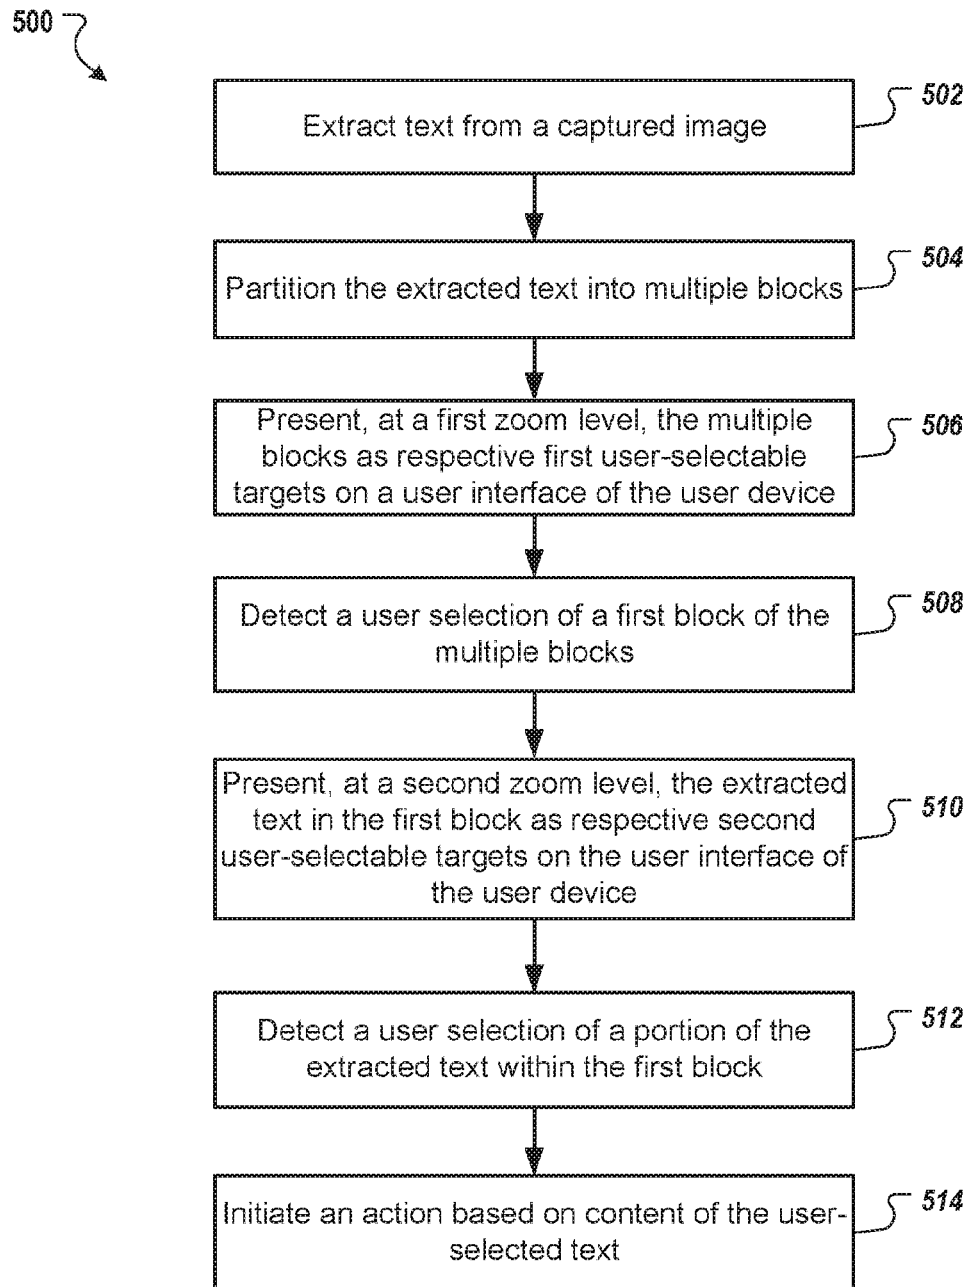 500
Extract text from a captured image
502
Partition the extracted text into multiple blocks
504
Present, at a first zoom level, the multiple
blocks as respective first user-selectable
targets on a user interface of the user device
506
Detect a user selection of a first block of the
multiple blocks
508
Present, at a second zoom level, the extracted
text in the first block as respective second
user-selectable targets on the user interface of
the user device
510
Detect a user selection of a portion of the
extracted text within the first block
512
Initiate an action based on content of the user-
selected text
514